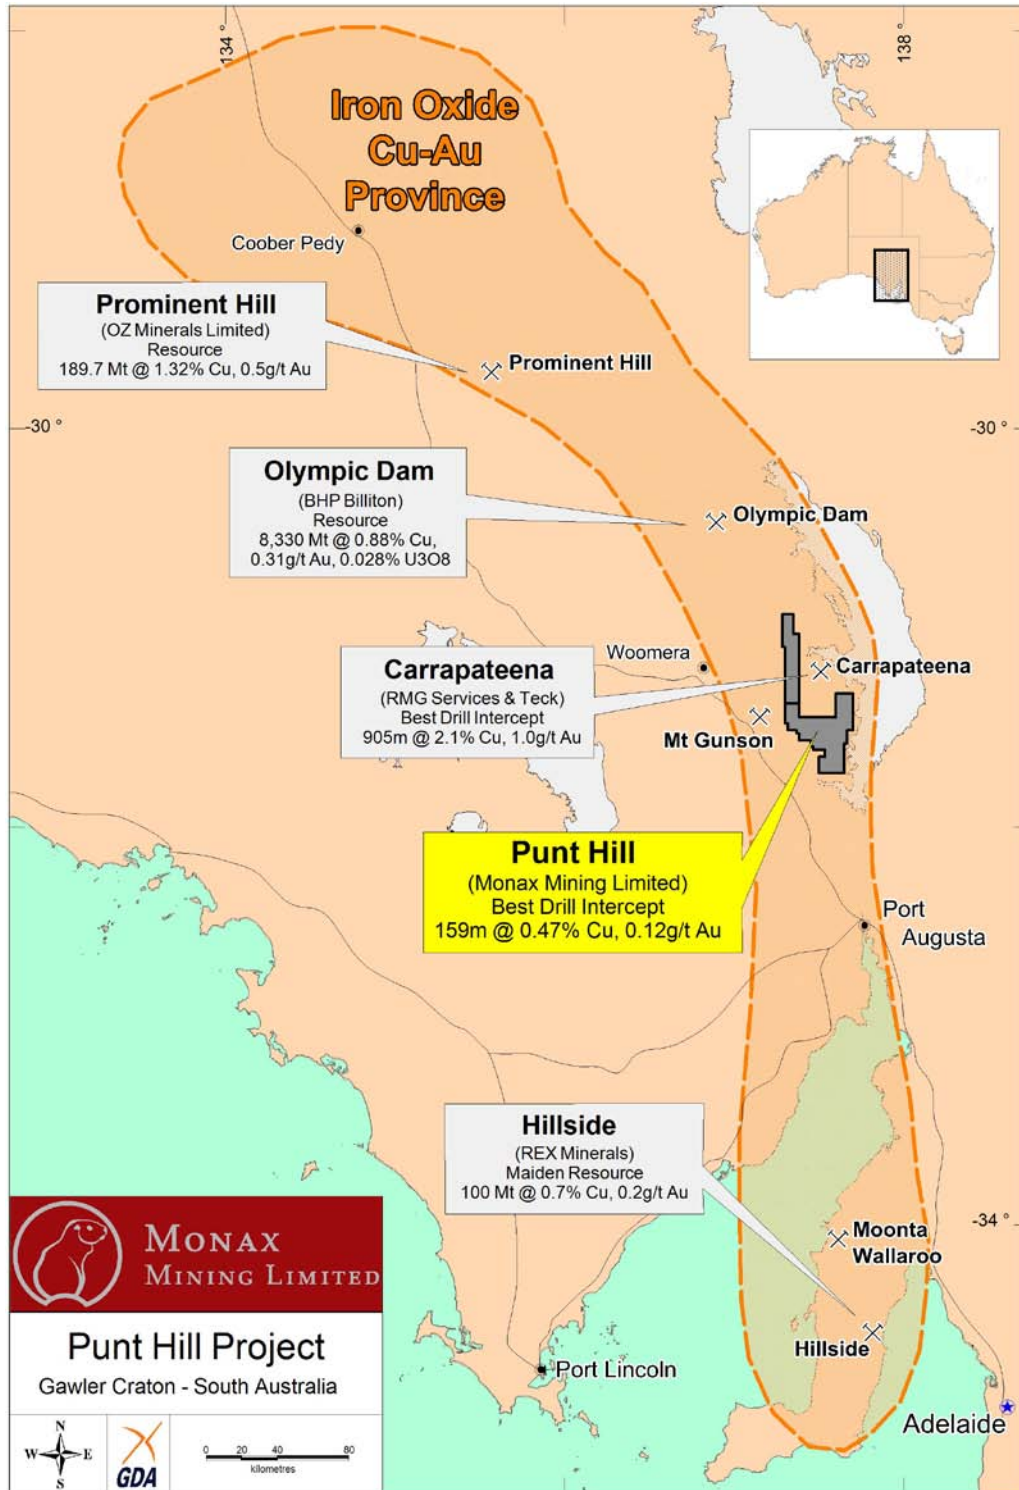 134 °
138 °
Iron Oxide
Cu-Au
Province
Coober Pedy
Prominent Hill
(OZ Minerals Limited)
Resource
189.7 Mt @ 1.32% Cu, 0.5g/t Au
Prominent Hill
-30 °
-30 °
Olympic Dam
(BHP Billiton)
Resource
8,330 Mt @ 0.88% Cu,
0.31g/t Au, 0.028% U3O8
Olympic Dam
Woomera
Carrapateena
(RMG Services & Teck)
Best Drill Intercept
905m @ 2.1% Cu, 1.0g/t Au
Carrapateena
Mt Gunson
Punt Hill
(Monax Mining Limited)
Best Drill Intercept
159m @ 0.47% Cu, 0.12g/t Au
Port
Augusta
Hillside
(REX Minerals)
Maiden Resource
100 Mt @ 0.7% Cu, 0.2g/t Au
-34 °
Moonta
Wallaroo
Hillside
Port Lincoln
Adelaide
MONAX
MINING LIMITED
Punt Hill Project
Gawler Craton - South Australia
N
W E
S
GDA
0 20 40 80
kilometres